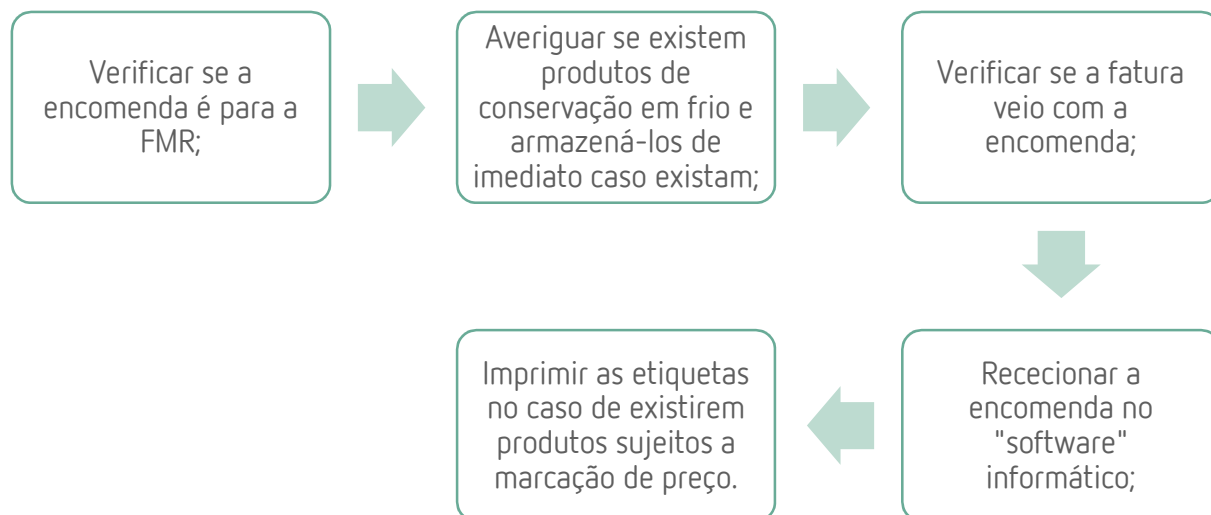 Verificar se a
encomenda é para a
FMR;
Averiguar se existem
produtos de
conservação em frio e
armazená-los de
imediato caso existam;
Verificar se a fatura
veio com a
encomenda;
Rececionar a
encomenda no
"software"
informático;
Imprimir as etiquetas
no caso de existirem
produtos sujeitos a
marcação de preço.